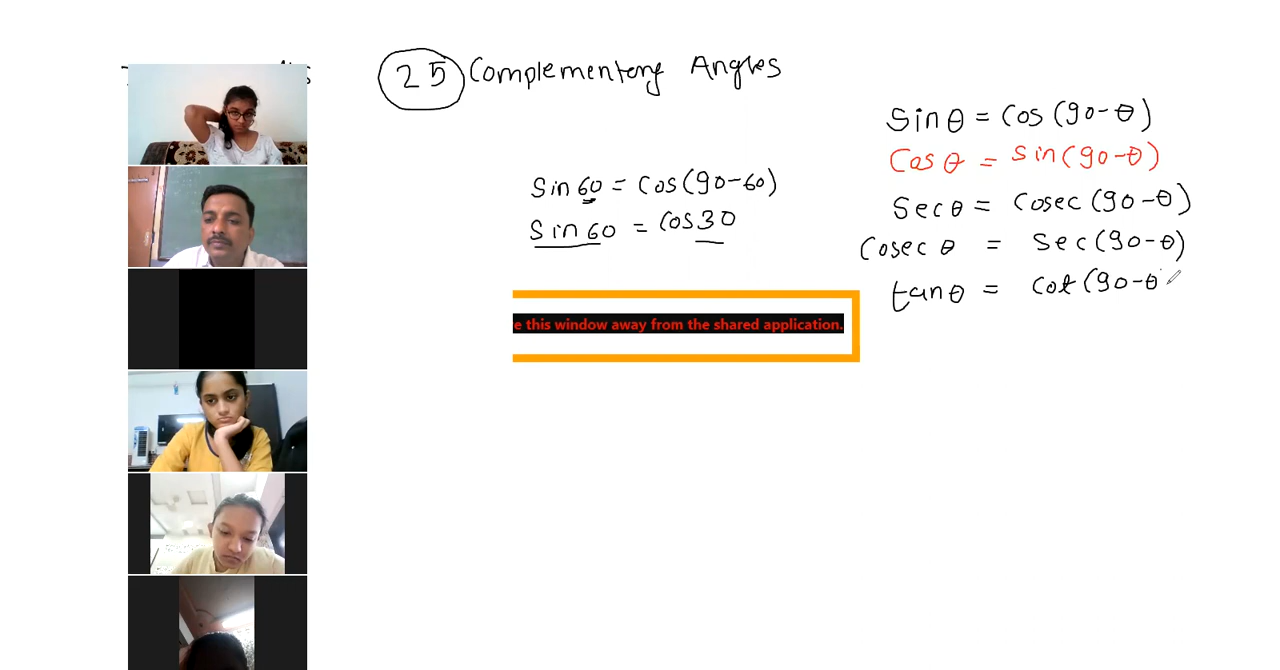 25 Complementory Angles
Sin 60 = Cos(90-60)
Sin 60 = Cos 30
Sin θ = Cos (90-θ)
Cos θ = Sin (90-θ)
Sec θ = Cosec (90-θ)
Cosec θ = Sec (90-θ)
tan θ = Cot (90-θ
e this window away from the shared application.